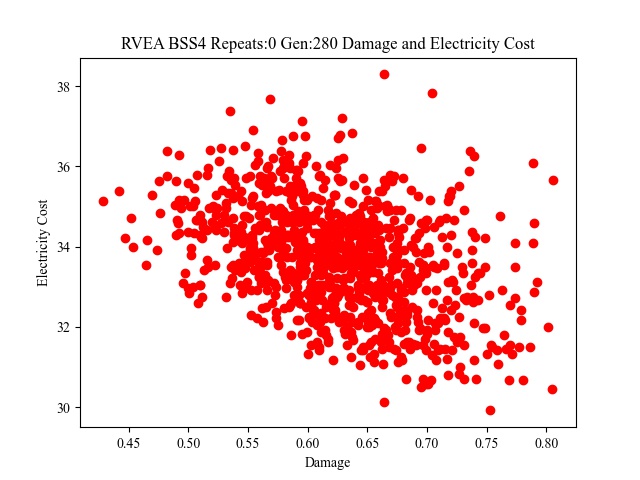 RVEA BSS4 Repeats:0 Gen:280 Damage and Electricity Cost
38
36
34
32
30
Electricity Cost
0.45 0.50 0.55 0.60 0.65 0.70 0.75 0.80
Damage